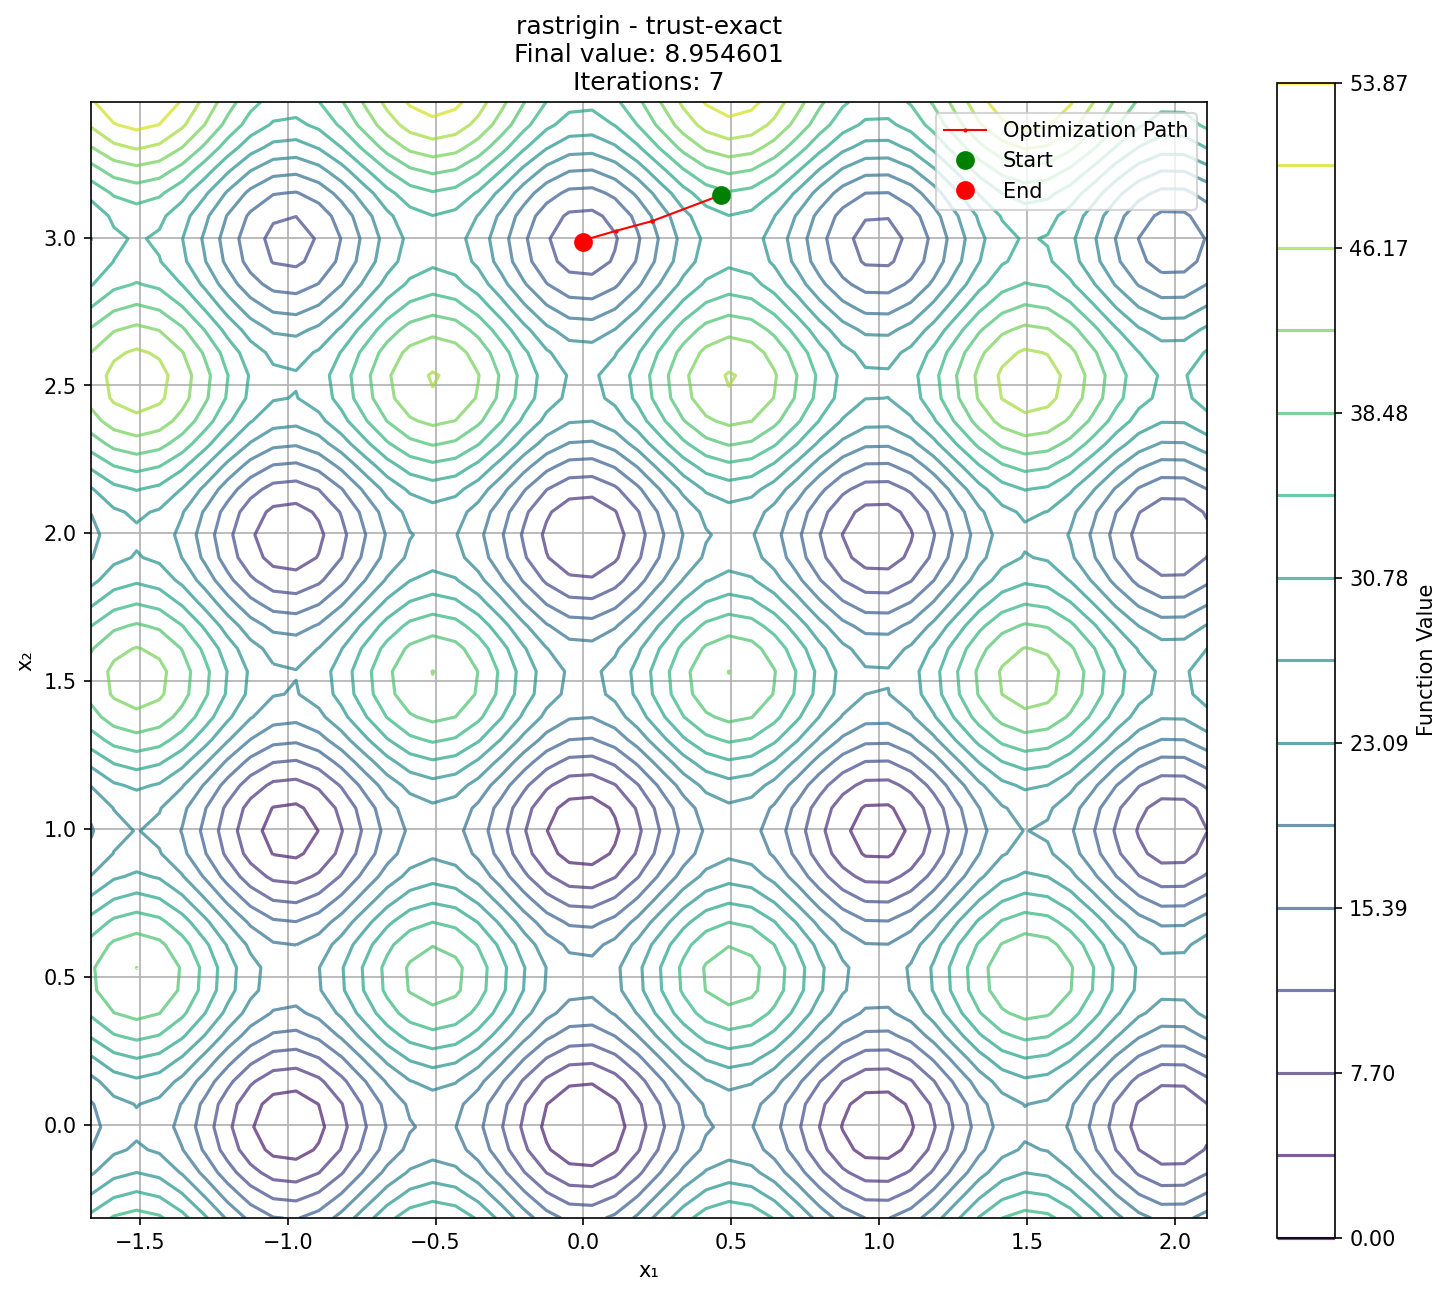 rastrigin - trust-exact
Final value: 8.954601
Iterations: 7
Optimization Path
Start
End
3.0
2.5
2.0
1.5
1.0
0.5
0.0
x₂
−1.5
−1.0
−0.5
0.0
0.5
1.0
1.5
2.0
x₁
53.87
46.17
38.48
30.78
23.09
15.39
7.70
0.00
Function Value